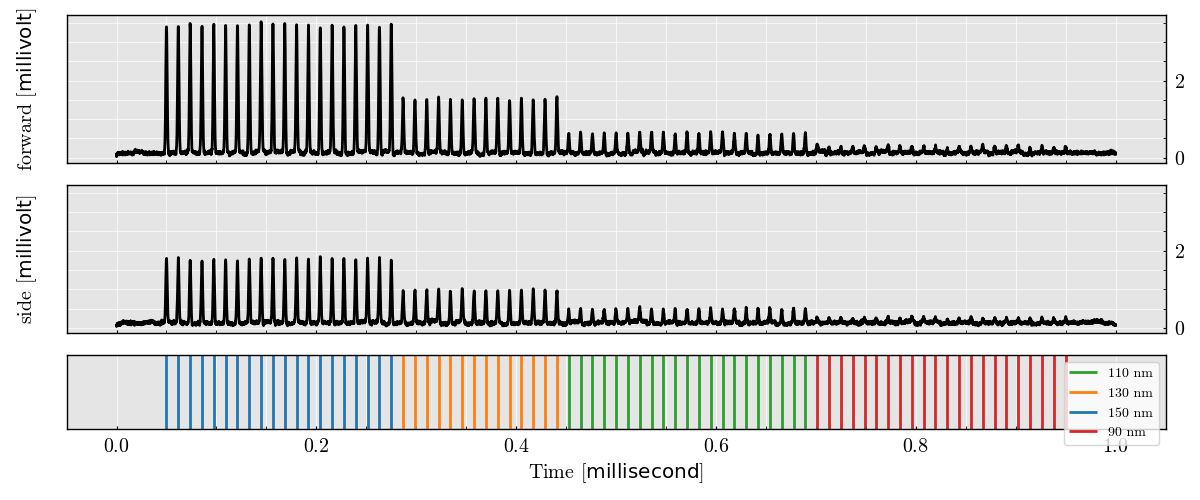 forward [millivolt]
2
0
side [millivolt]
2
0
110 nm
130 nm
150 nm
90 nm
0.0 0.2 0.4 0.6 0.8 1.0
Time [millisecond]